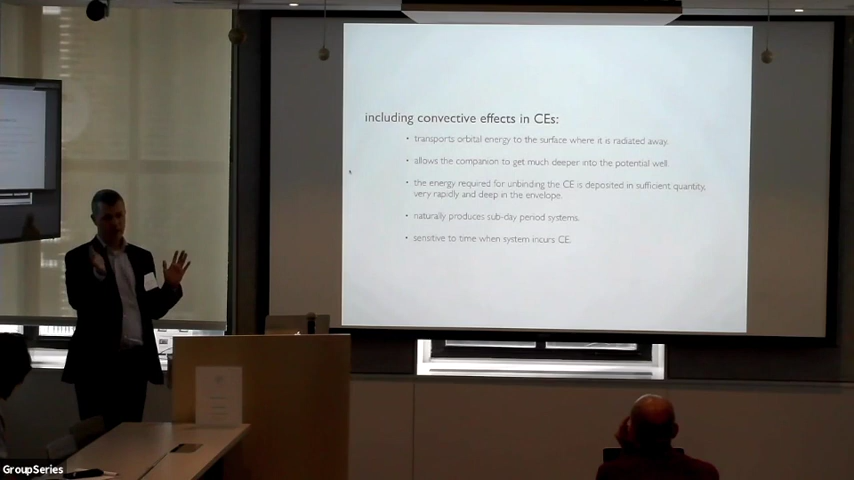 including convective effects in CEs:
• transports orbital energy to the surface where it is radiated away.
• allows the companion to get much deeper into the potential well
• the energy required for unbinding the CE is deposited in sufficient quantity,
very rapidly and deep in the envelope.
• naturally produces sub-day period systems.
• sensitive to time when system incurs CE.
GroupSeries